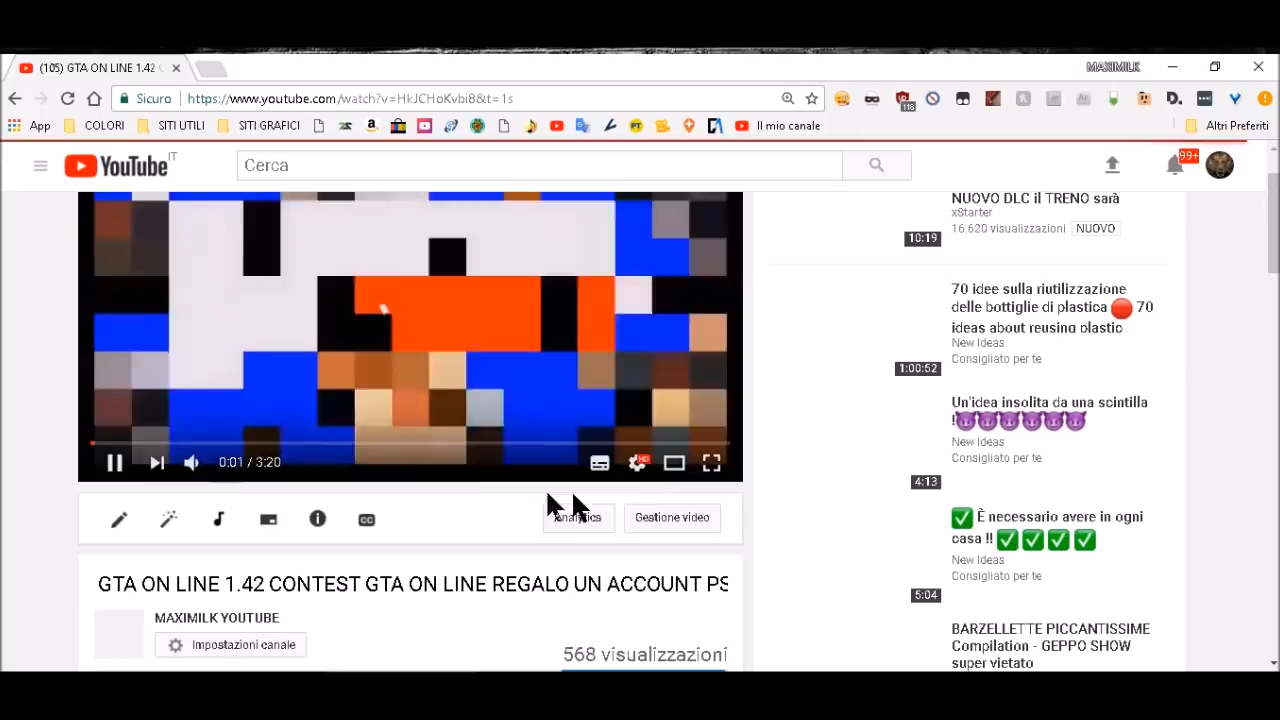 (105) GTA ON LINE 1.42
MAXIMILK
Sicuro
https://www.youtube.com/watch?v=HkJCHoKvbi8&t=1s
118
App
COLORI
SITI UTILI
SITI GRAFICI
Il mio canale
Altri Preferiti
YouTube IT
Cerca
99+
NUOVO DLC il TRENO sarà
xStarter
16.620 visualizzazioni NUOVO
10:19
70 idee sulla riutilizzazione
delle bottiglie di plastica 🔴 70
ideas about reusing plastic
New Ideas
Consigliato per te
1:00:52
Un'idea insolita da una scintilla
!😈😈😈😈😈😈
New Ideas
Consigliato per te
4:13
✅ È necessario avere in ogni
casa !! ✅✅✅✅
New Ideas
Consigliato per te
5:04
BARZELLETTE PICCANTISSIME
Compilation - GEPPO SHOW
super vietato
0:01 / 3:20
HD
Analytics
Gestione video
GTA ON LINE 1.42 CONTEST GTA ON LINE REGALO UN ACCOUNT PS
MAXIMILK YOUTUBE
Impostazioni canale
568 visualizzazioni